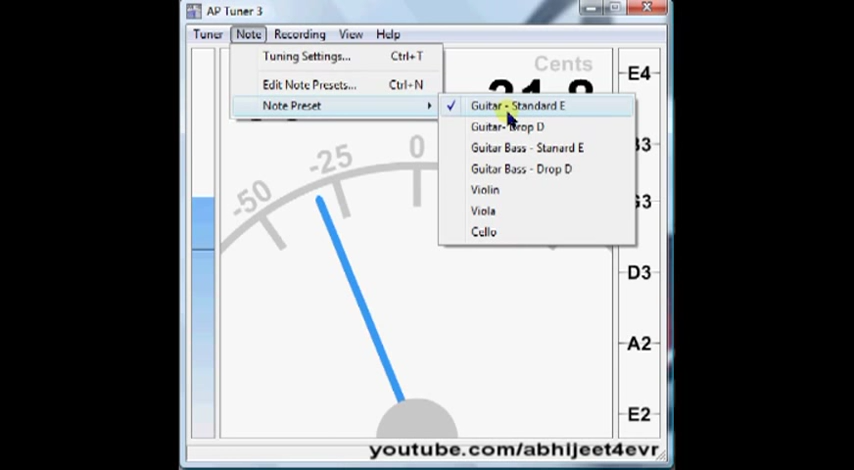 AP Tuner 3
Tuner Note Recording View Help
Tuning Settings... Ctrl+T
Edit Note Presets... Ctrl+N
Note Preset
Guitar - Standard E
Guitar- Drop D
Guitar Bass - Stanard E
Guitar Bass - Drop D
Violin
Viola
Cello
Cents
-50
-25
0
E4
D3
A2
E2
youtube.com/abhijeet4evr